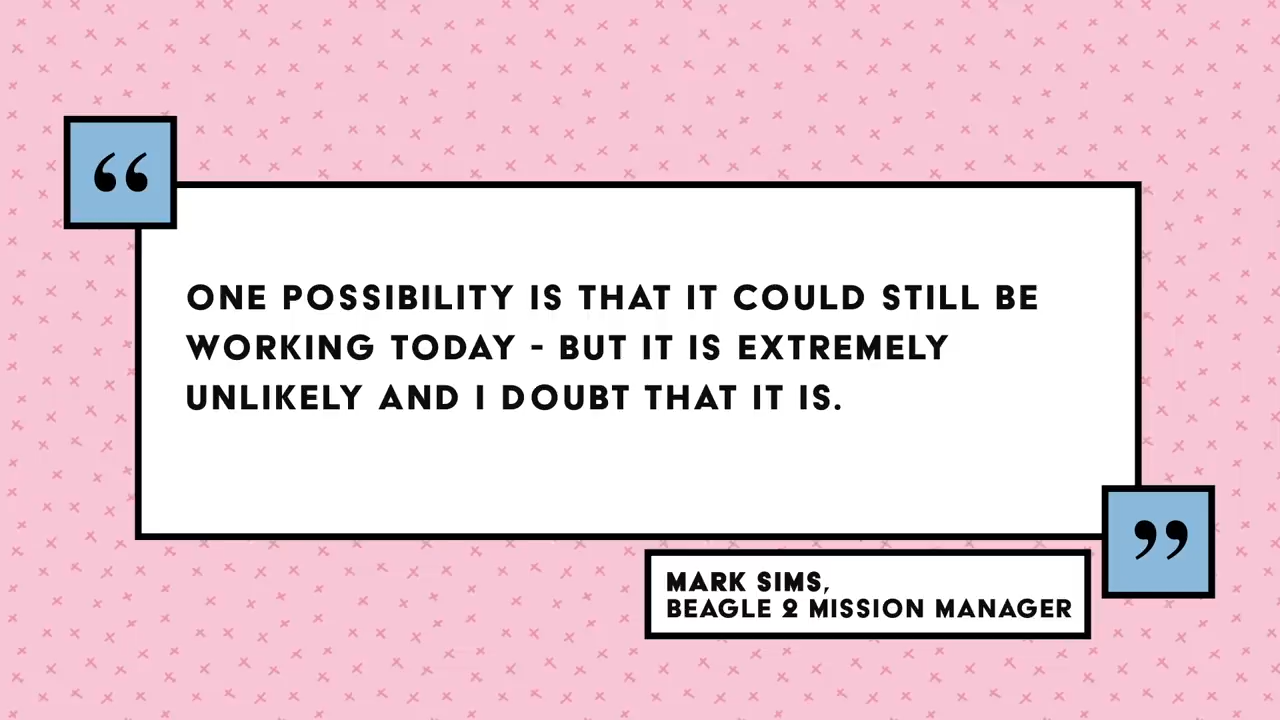 “
ONE POSSIBILITY IS THAT IT COULD STILL BE
WORKING TODAY - BUT IT IS EXTREMELY
UNLIKELY AND I DOUBT THAT IT IS.
”
MARK SIMS,
BEAGLE 2 MISSION MANAGER